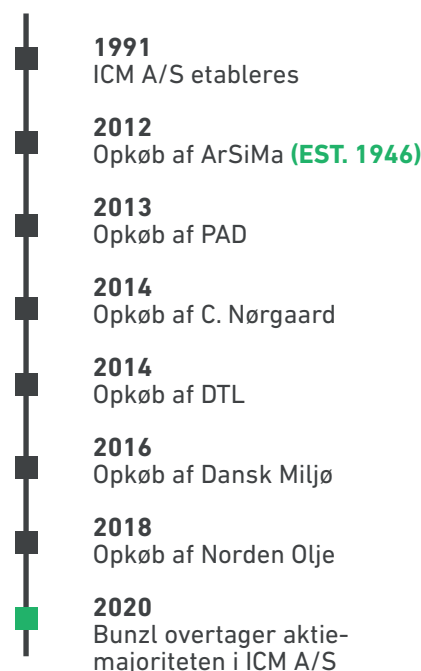 1991
ICM A/S etableres
2012
Opkøb af ArSiMa (EST. 1946)
2013
Opkøb af PAD
2014
Opkøb af C. Nørgaard
2014
Opkøb af DTL
2016
Opkøb af Dansk Miljø
2018
Opkøb af Norden Olje
2020
Bunzl overtager aktie-
majoriteten i ICM A/S